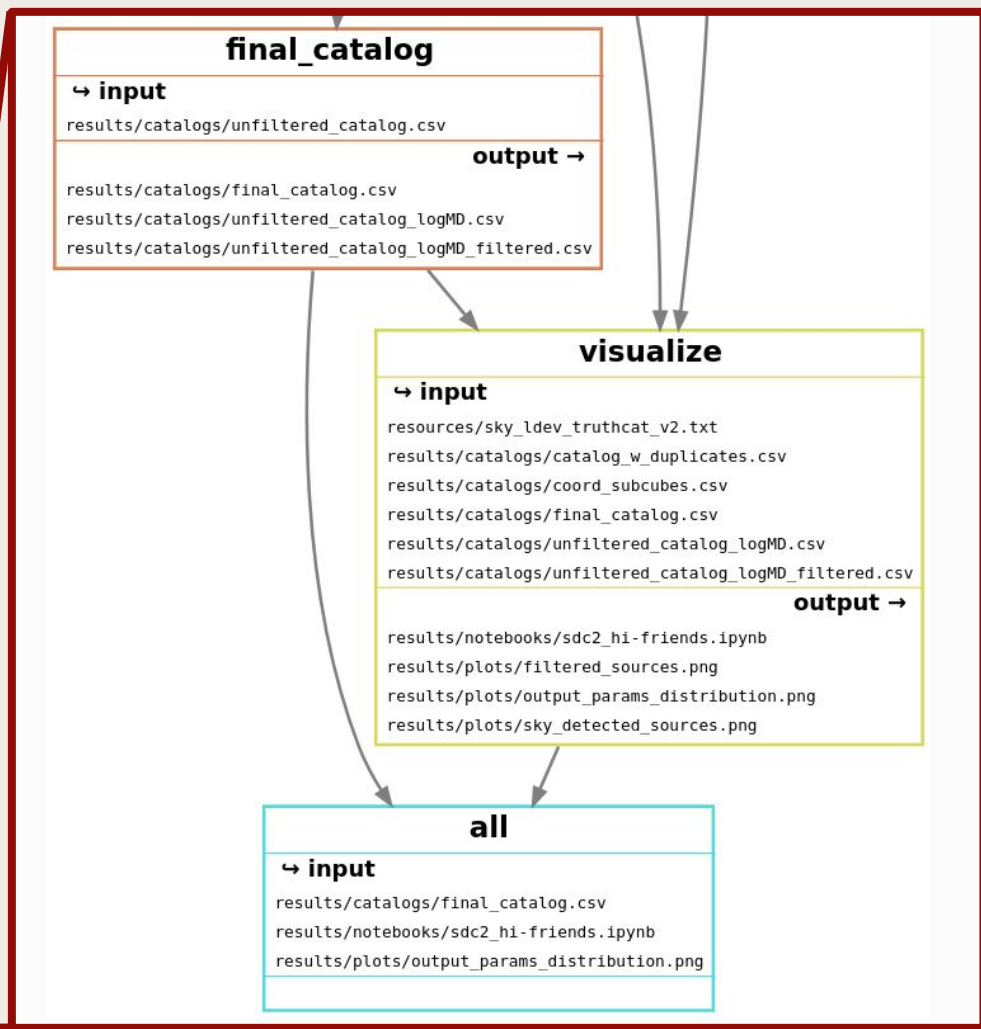 final_catalog
↪ input
results/catalogs/unfiltered_catalog.csv
output →
results/catalogs/final_catalog.csv
results/catalogs/unfiltered_catalog_logMD.csv
results/catalogs/unfiltered_catalog_logMD_filtered.csv
visualize
↪ input
resources/sky_ldev_truthcat_v2.txt
results/catalogs/catalog_w_duplicates.csv
results/catalogs/coord_subcubes.csv
results/catalogs/final_catalog.csv
results/catalogs/unfiltered_catalog_logMD.csv
results/catalogs/unfiltered_catalog_logMD_filtered.csv
output →
results/notebooks/sdc2_hi-friends.ipynb
results/plots/filtered_sources.png
results/plots/output_params_distribution.png
results/plots/sky_detected_sources.png
all
↪ input
results/catalogs/final_catalog.csv
results/notebooks/sdc2_hi-friends.ipynb
results/plots/output_params_distribution.png